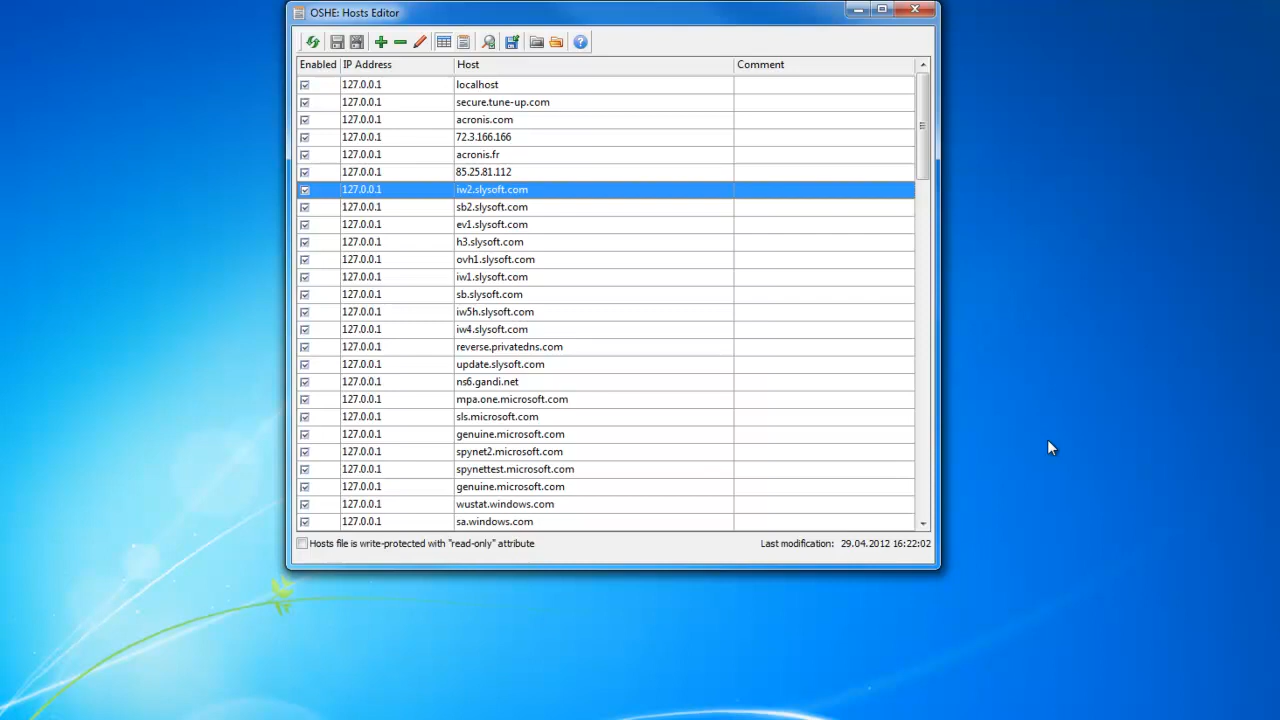 OSHE: Hosts Editor
Enabled IP Address Host Comment
127.0.0.1 localhost
127.0.0.1 secure.tune-up.com
127.0.0.1 acronis.com
127.0.0.1 72.3.166.166
127.0.0.1 acronis.fr
127.0.0.1 85.25.81.112
127.0.0.1 iw2.slysoft.com
127.0.0.1 sb2.slysoft.com
127.0.0.1 ev1.slysoft.com
127.0.0.1 h3.slysoft.com
127.0.0.1 ovh1.slysoft.com
127.0.0.1 iw1.slysoft.com
127.0.0.1 sb.slysoft.com
127.0.0.1 iw5h.slysoft.com
127.0.0.1 iw4.slysoft.com
127.0.0.1 reverse.privatedns.com
127.0.0.1 update.slysoft.com
127.0.0.1 ns6.gandi.net
127.0.0.1 mpa.one.microsoft.com
127.0.0.1 sls.microsoft.com
127.0.0.1 genuine.microsoft.com
127.0.0.1 spynet2.microsoft.com
127.0.0.1 spynettest.microsoft.com
127.0.0.1 genuine.microsoft.com
127.0.0.1 wustat.windows.com
127.0.0.1 sa.windows.com
Hosts file is write-protected with "read-only" attribute Last modification: 29.04.2012 16:22:02